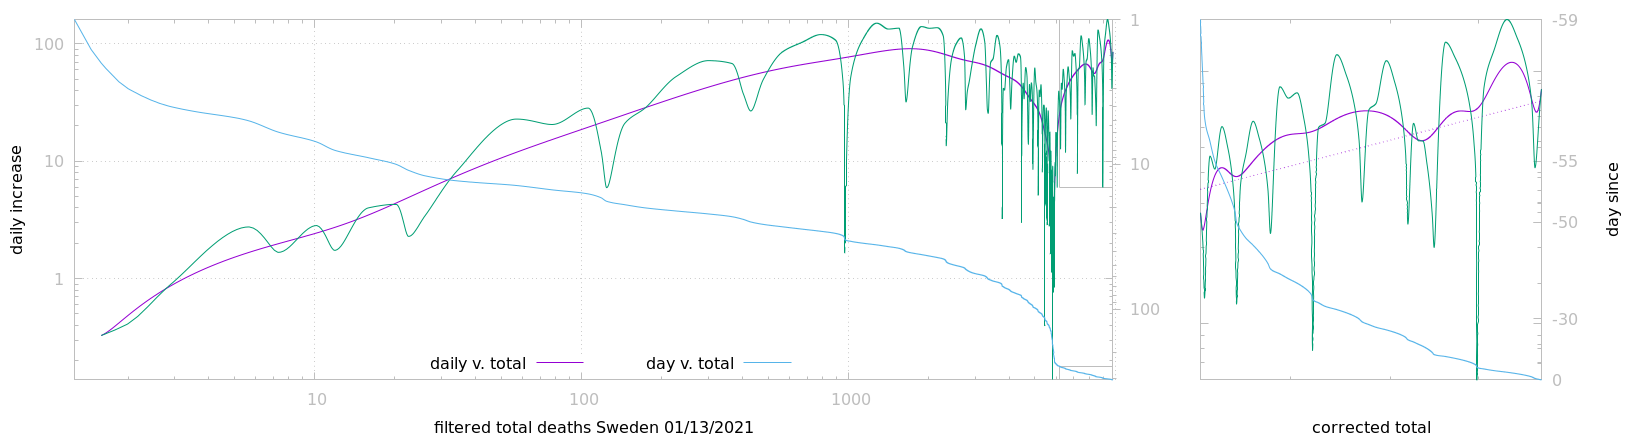 daily increase
100
10
1
10
100
1000
1
10
100
daily v. total
day v. total
filtered total deaths Sweden 01/13/2021
-59
-55
-50
-30
0
day since
corrected total